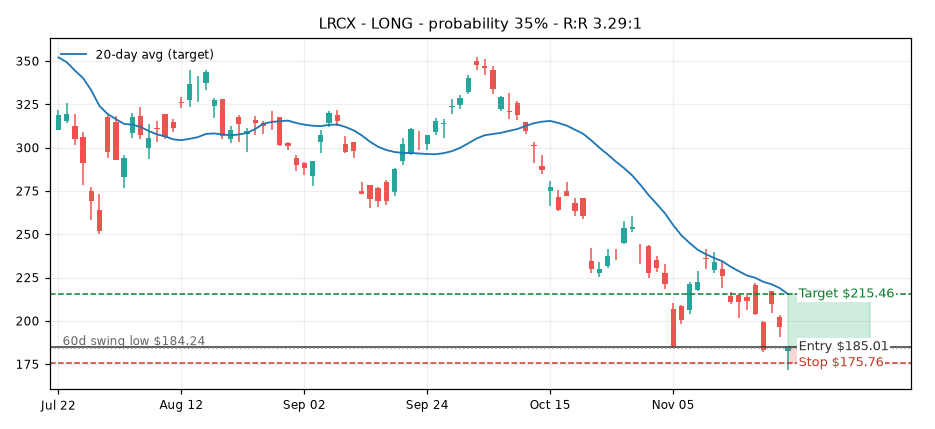 LRCX - LONG - probability 35% - R:R 3.29:1
20-day avg (target)
350
325
300
275
250
225
200
175
Target $215.46
60d swing low $184.24
Entry $185.01
Stop $175.76
Jul 22
Aug 12
Sep 02
Sep 24
Oct 15
Nov 05